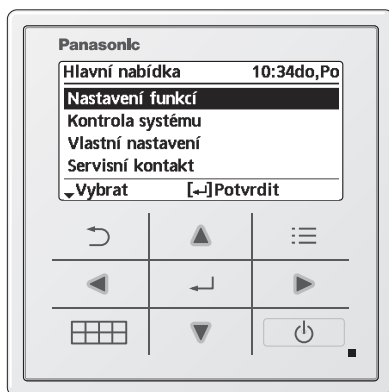 Panasonic
Hlavní nabídka 10:34do,Po
Nastavení funkcí
Kontrola systému
Vlastní nastavení
Servisní kontakt
Vybrat [↵]Potvrdit